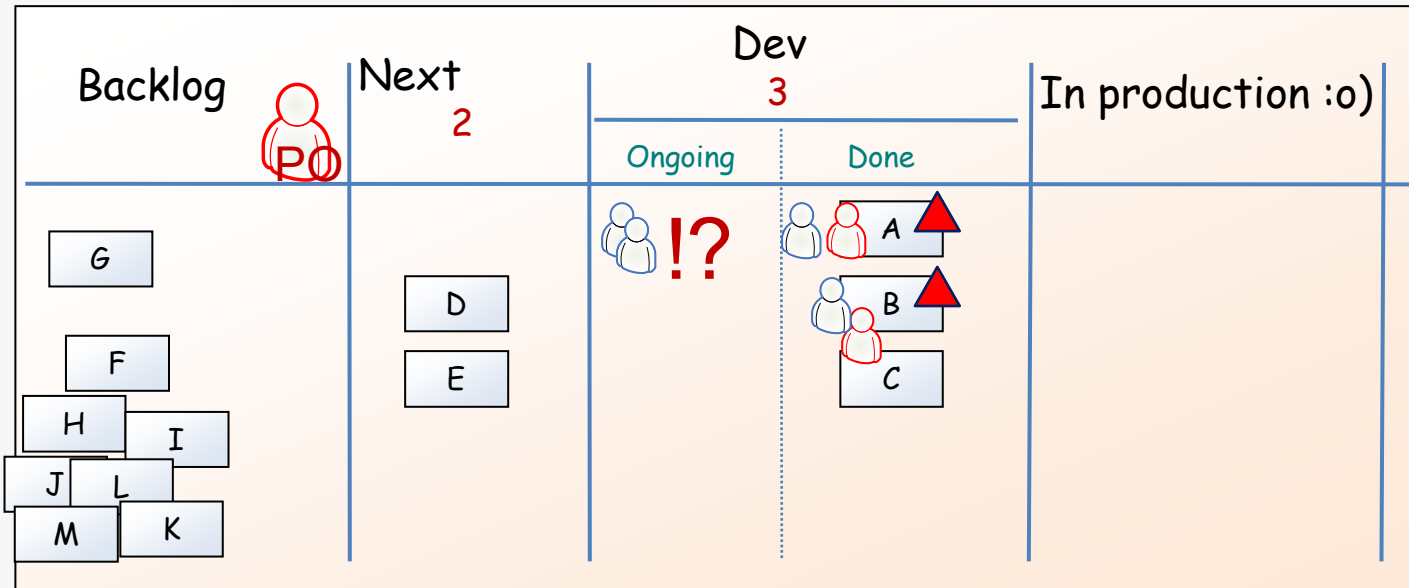 Backlog
PO
Next
2
Dev
3
Ongoing
Done
In production :o)
G
F
H
I
J
L
M
K
D
E
!?
A
B
C